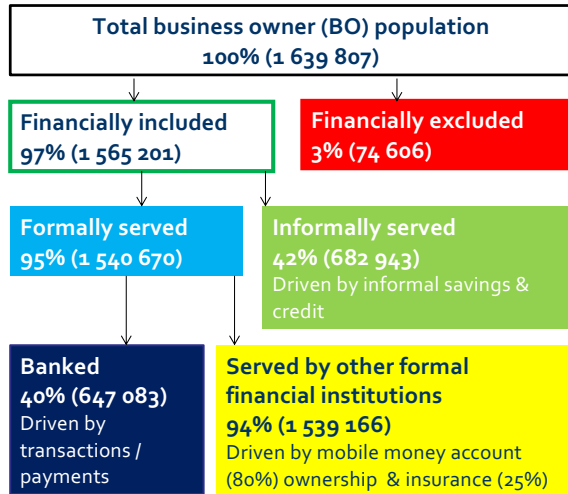 Total business owner (BO) population
100% (1 639 807)
Financially included
97% (1 565 201)
Financially excluded
3% (74 606)
Formally served
95% (1 540 670)
Informally served
42% (682 943)
Driven by informal savings &
credit
Banked
40% (647 083)
Driven by
transactions /
payments
Served by other formal
financial institutions
94% (1 539 166)
Driven by mobile money account
(80%) ownership & insurance (25%)